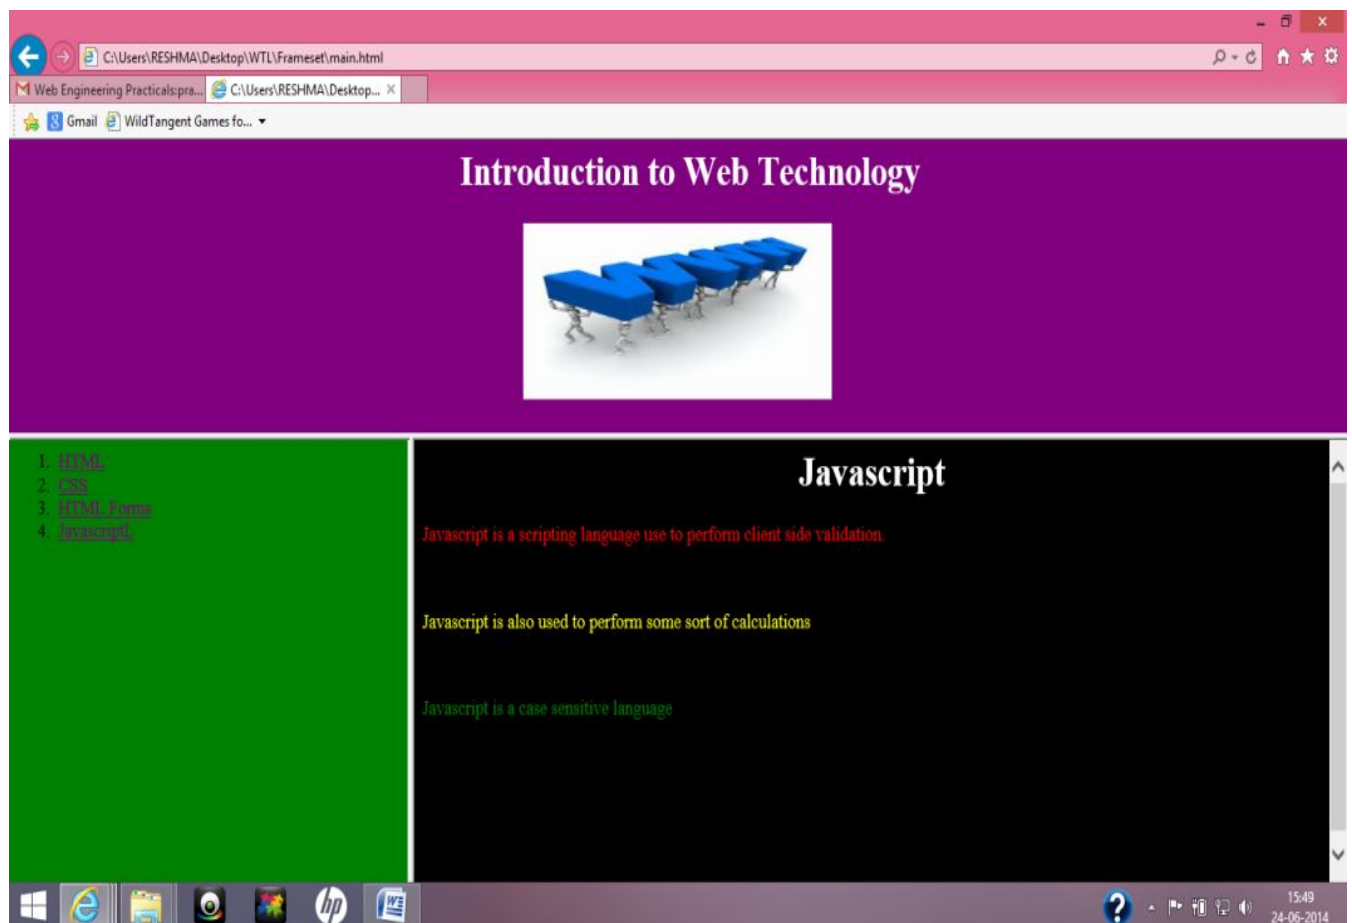 C:\Users\RESHMA\Desktop\WTL\Frameset\main.html
Web Engineering Practicals:pra... C:\Users\RESHMA\Desktop...
Gmail WildTangent Games fo...
Introduction to Web Technology
WWWW
1. HTML
2. CSS
3. HTML Forms
4. JavascriptL
Javascript
Javascript is a scripting language use to perform client side validation.
Javascript is also used to perform some sort of calculations
Javascript is a case sensitive language
hp
15:49
24-06-2014